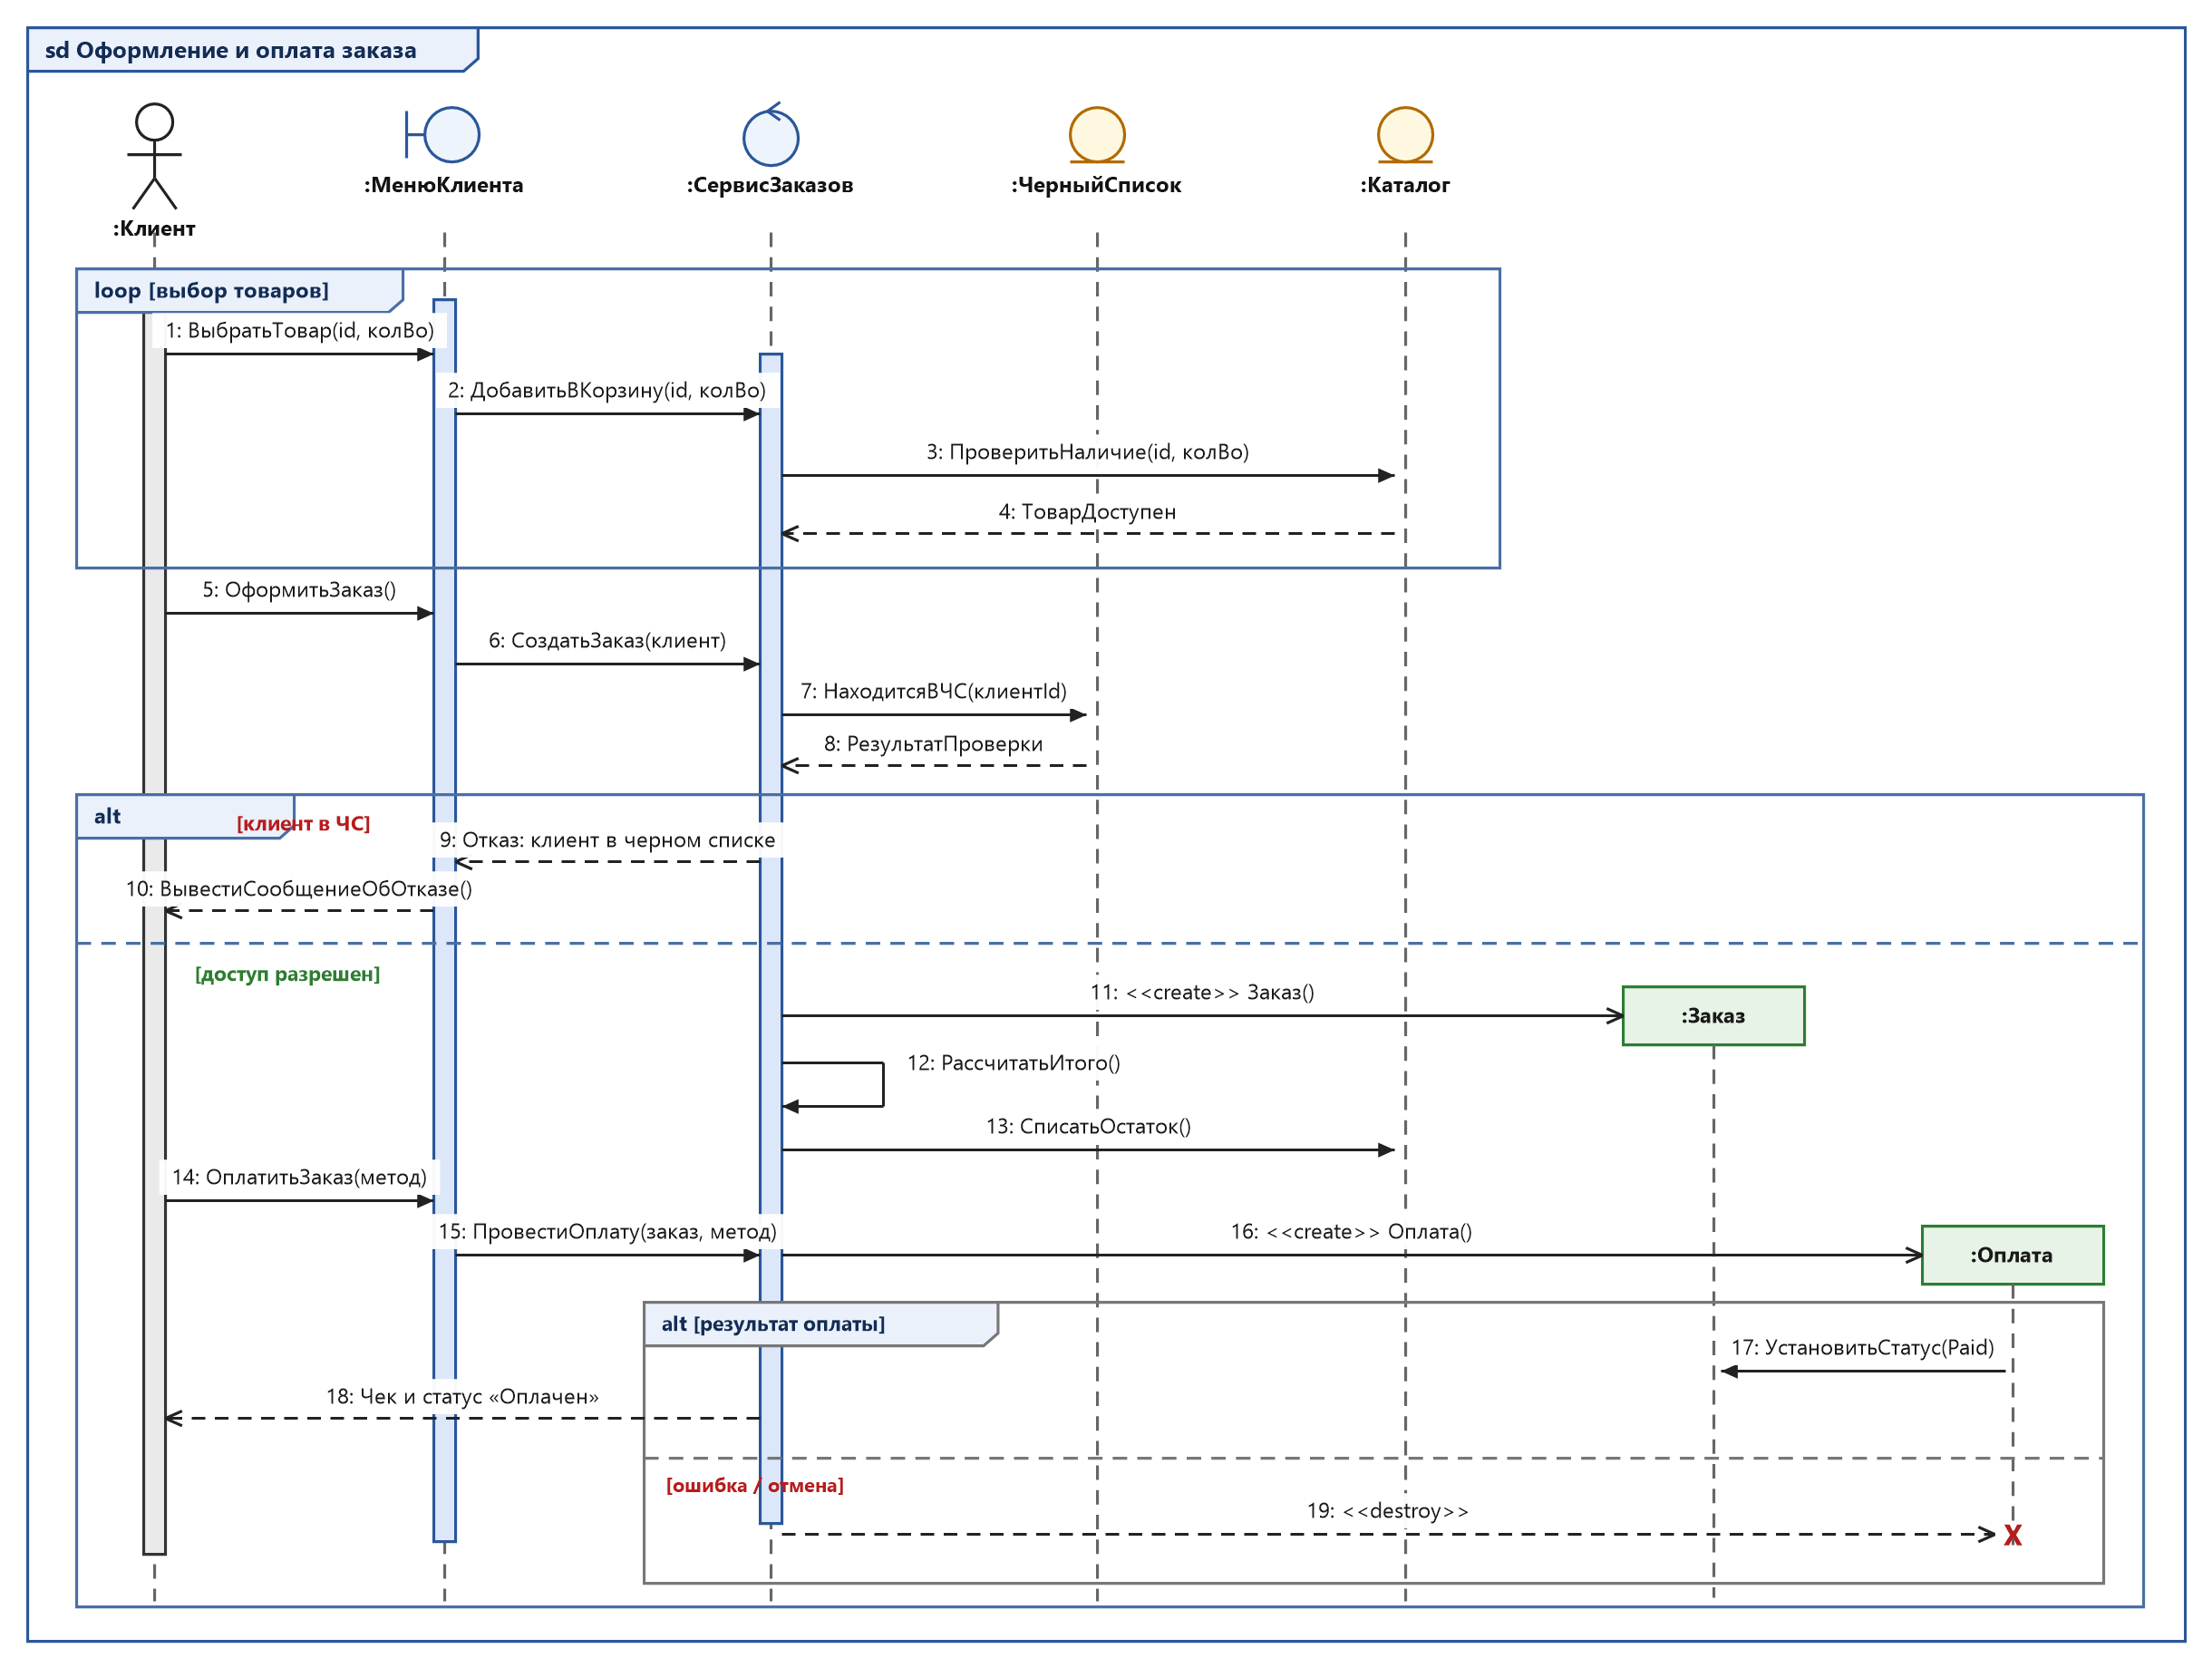 sd Оформление и оплата заказа
:Клиент
:МенюКлиента
:СервисЗаказов
:ЧерныйСписок
:Каталог
loop [выбор товаров]
1: ВыбратьТовар(id, колВо)
2: ДобавитьВКорзину(id, колВо)
3: ПроверитьНаличие(id, колВо)
4: ТоварДоступен
5: ОформитьЗаказ()
6: СоздатьЗаказ(клиент)
7: НаходитсяВЧС(клиентId)
8: РезультатПроверки
alt
[клиент в ЧС]
9: Отказ: клиент в черном списке
10: ВывестиСообщениеОбОтказе()
[доступ разрешен]
11: <<create>> Заказ()
:Заказ
12: РассчитатьИтого()
13: СписатьОстаток()
14: ОплатитьЗаказ(метод)
15: ПровестиОплату(заказ, метод)
16: <<create>> Оплата()
:Оплата
alt [результат оплаты]
17: УстановитьСтатус(Paid)
18: Чек и статус «Оплачен»
[ошибка / отмена]
19: <<destroy>>
X